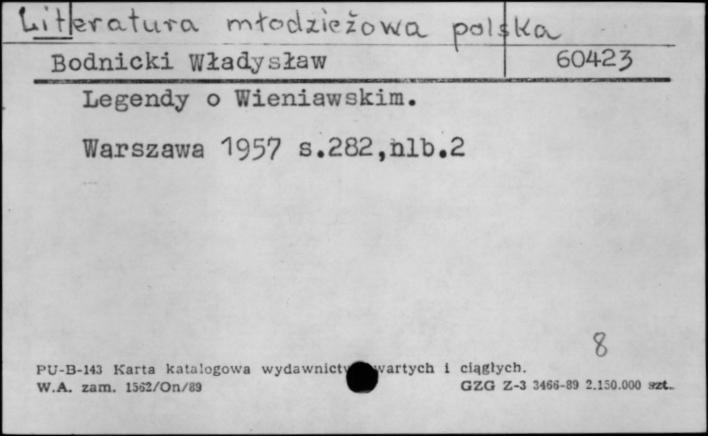 Literatura młodzieżowa polska
Bodnicki Władysław 60423
Legendy o Wieniawskim.
Warszawa 1957 s.282,nlb.2
8
PU-B-143 Karta katalogowa wydawnictw zwartych i ciągłych.
W.A. zam. 1562/On/89 GZG Z-3 3466-89 2.150.000 szt.